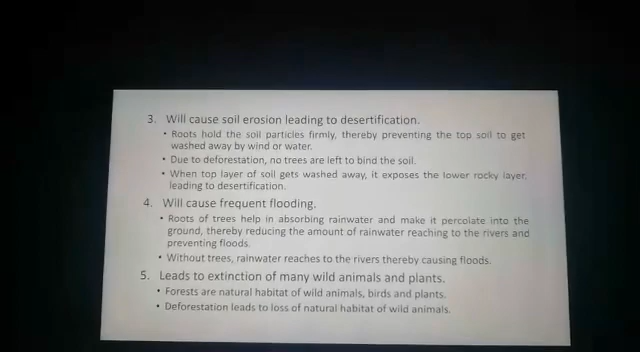 3. Will cause soil erosion leading to desertification.
• Roots hold the soil particles firmly, thereby preventing the top soil to get
washed away by wind or water.
• Due to deforestation, no trees are left to bind the soil.
• When top layer of soil gets washed away, it exposes the lower rocky layer,
leading to desertification.
4. Will cause frequent flooding.
• Roots of trees help in absorbing rainwater and make it percolate into the
ground, thereby reducing the amount of rainwater reaching to the rivers and
preventing floods.
• Without trees, rainwater reaches to the rivers thereby causing floods.
5. Leads to extinction of many wild animals and plants.
• Forests are natural habitat of wild animals, birds and plants.
• Deforestation leads to loss of natural habitat of wild animals.